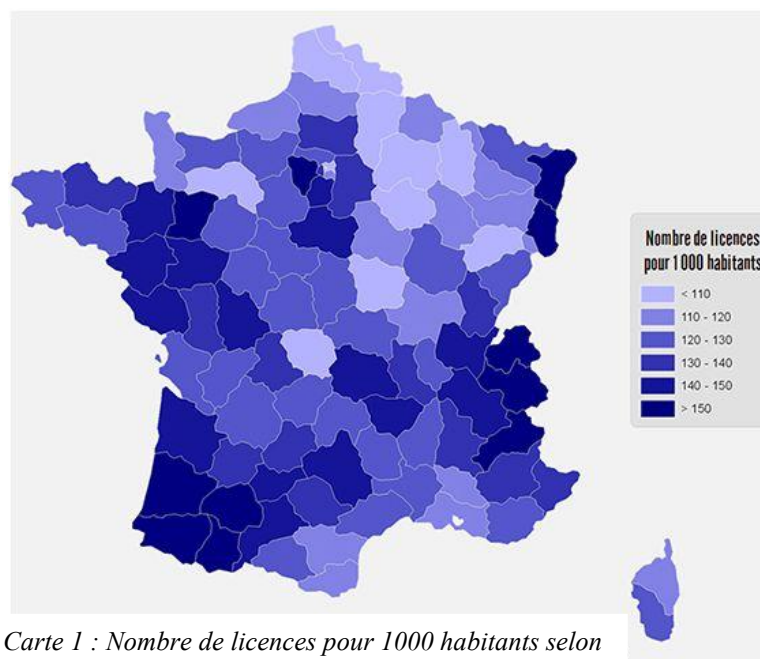 Nombre de licences
pour 1000 habitants
< 110
110 - 120
120 - 130
130 - 140
140 - 150
> 150
Carte 1 : Nombre de licences pour 1000 habitants selon